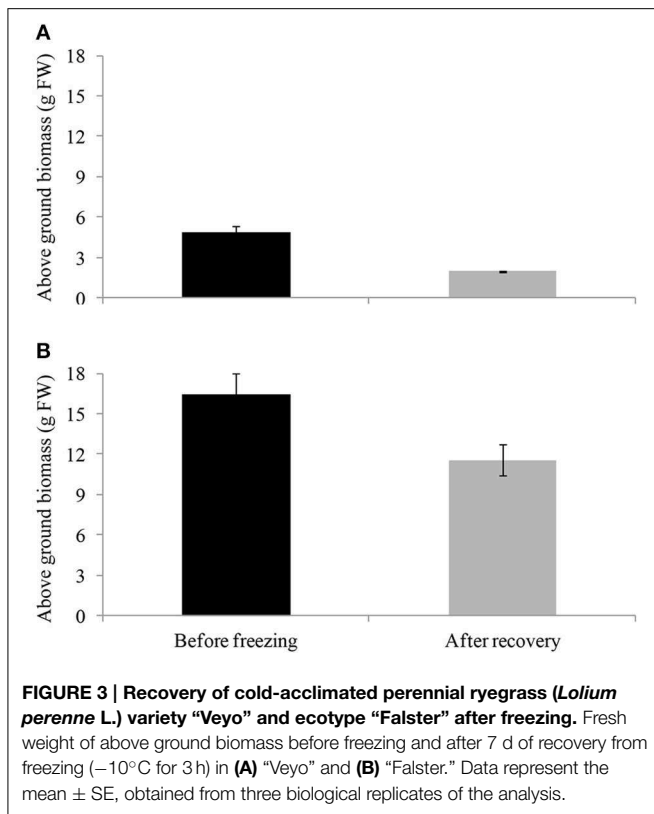 A
Above ground biomass (g FW)
18
15
12
9
6
3
0
B
Above ground biomass (g FW)
18
15
12
9
6
3
0
Before freezing After recovery
FIGURE 3 | Recovery of cold-acclimated perennial ryegrass (Lolium
perenne L.) variety “Veyo” and ecotype “Falster” after freezing. Fresh
weight of above ground biomass before freezing and after 7 d of recovery from
freezing (−10°C for 3 h) in (A) “Veyo” and (B) “Falster.” Data represent the
mean ± SE, obtained from three biological replicates of the analysis.